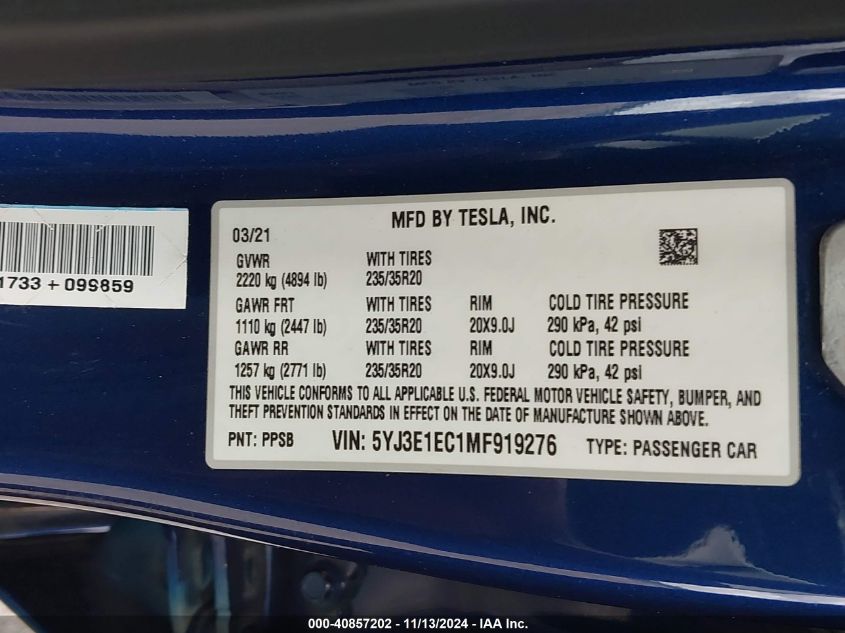 MFD BY TESLA, INC.
03/21
GVWR WITH TIRES
2220 kg (4894 lb) 235/35R20
GAWR FRT WITH TIRES RIM COLD TIRE PRESSURE
1110 kg (2447 lb) 235/35R20 20X9.0J 290 kPa, 42 psi
GAWR RR WITH TIRES RIM COLD TIRE PRESSURE
1257 kg (2771 lb) 235/35R20 20X9.0J 290 kPa, 42 psi
THIS VEHICLE CONFORMS TO ALL APPLICABLE U.S. FEDERAL MOTOR VEHICLE SAFETY, BUMPER, AND
THEFT PREVENTION STANDARDS IN EFFECT ON THE DATE OF MANUFACTURE SHOWN ABOVE.
PNT: PPSB VIN: 5YJ3E1EC1MF919276 TYPE: PASSENGER CAR
1733 + 099859
000-40857202 - 11/13/2024 - IAA Inc.